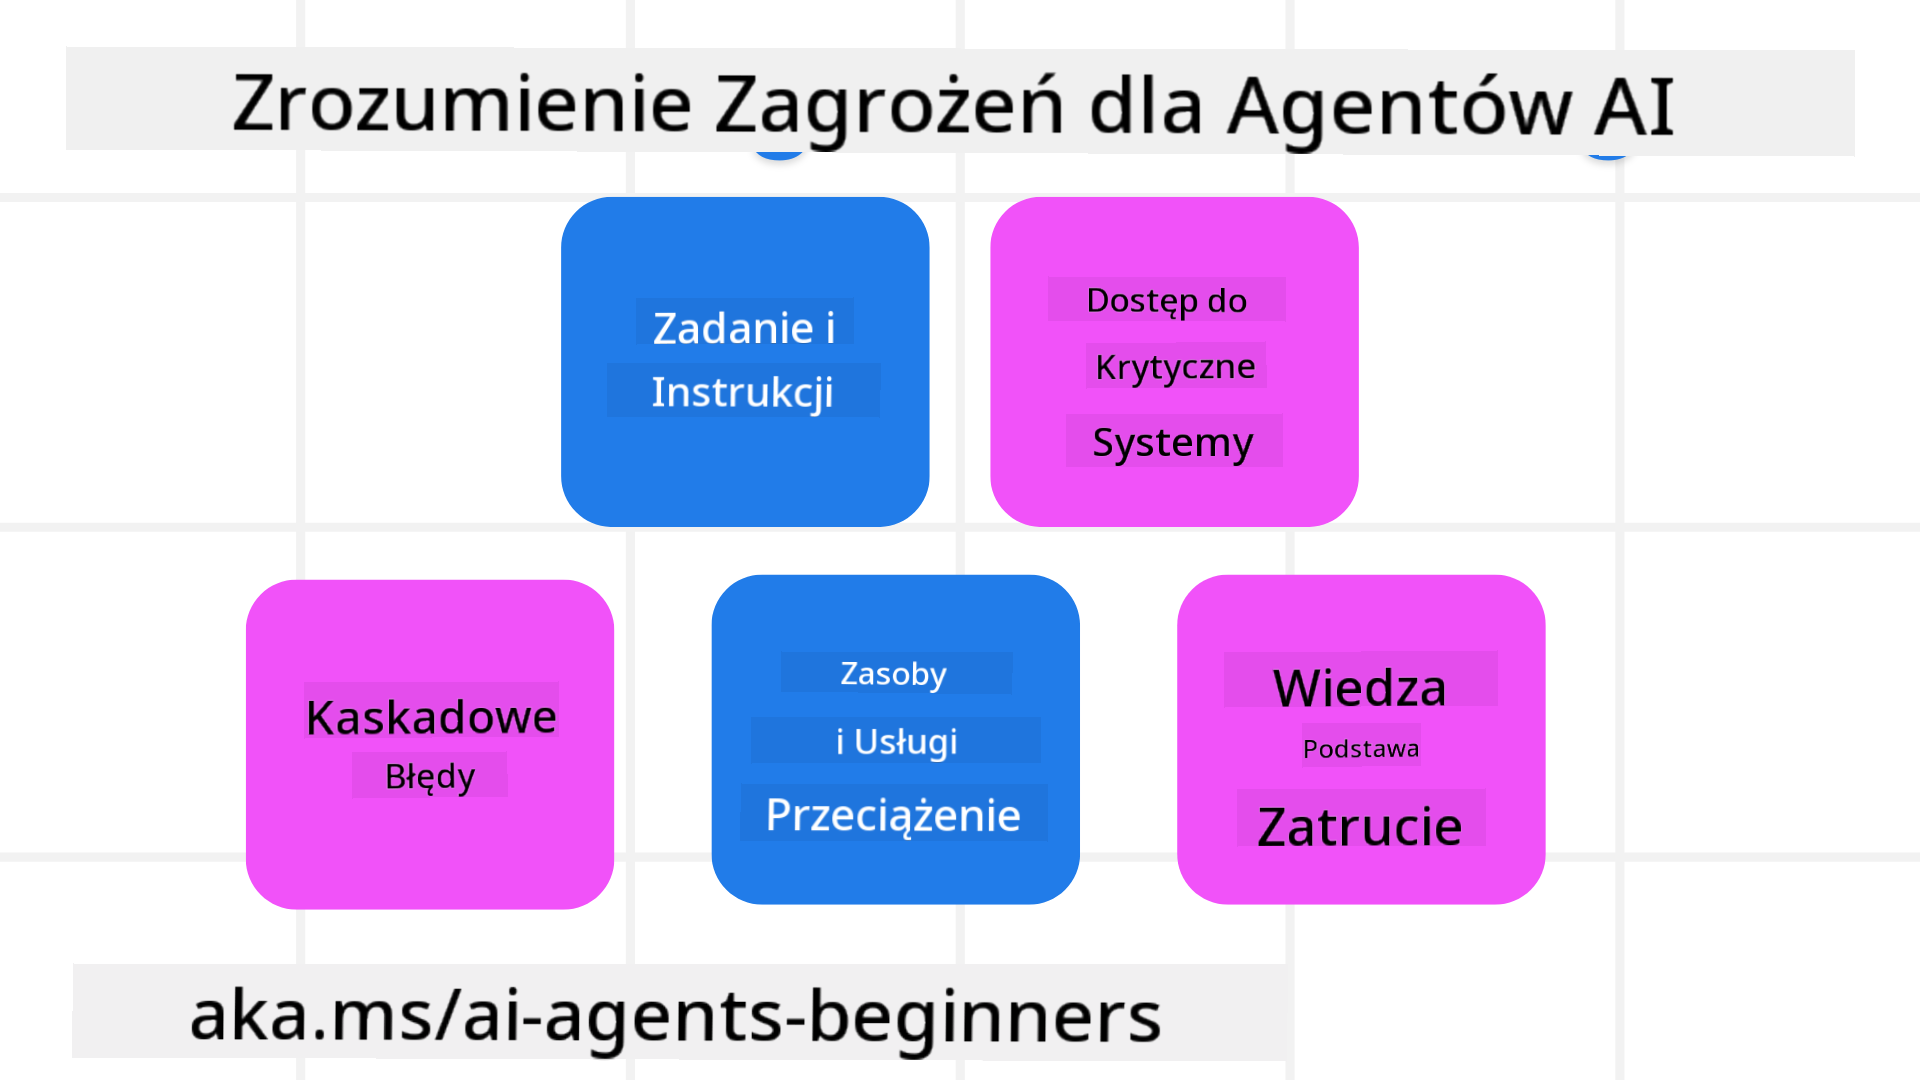 Zrozumienie Zagrożeń dla Agentów AI
Zadanie i
Instrukcji
Dostęp do
Krytyczne
Systemy
Kaskadowe
Błędy
Zasoby
i Usługi
Przeciążenie
Wiedza
Podstawa
Zatrucie
aka.ms/ai-agents-beginners